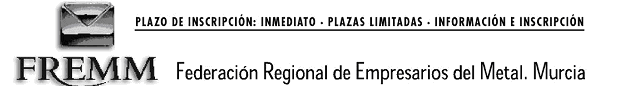 PLAZO DE INSCRIPCIÓN: INMEDIATO · PLAZAS LIMITADAS · INFORMACIÓN E INSCRIPCIÓN
FREMM Federación Regional de Empresarios del Metal. Murcia